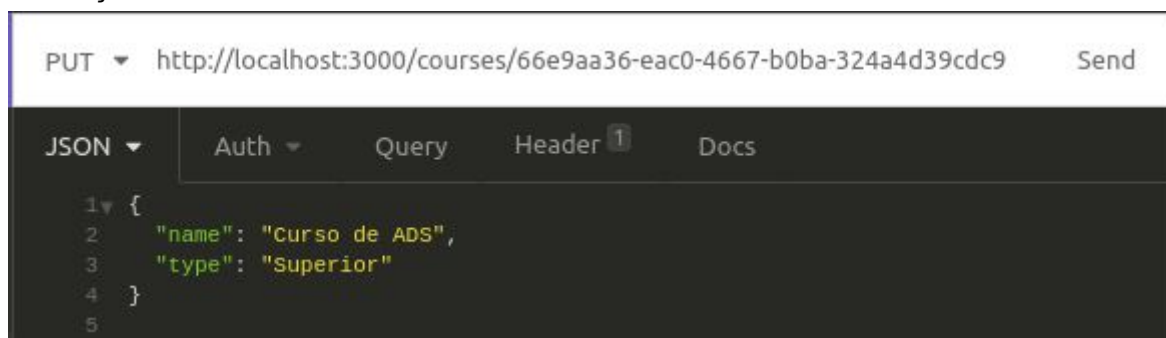 PUT http://localhost:3000/courses/66e9aa36-eac0-4667-b0ba-324a4d39cdc9 Send
JSON Auth Query Header 1 Docs
1 {
2 "name": "Curso de ADS",
3 "type": "Superior"
4 }
5